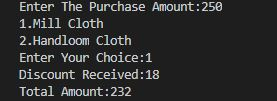 Enter The Purchase Amount:250
1.Mill Cloth
2.Handloom Cloth
Enter Your Choice:1
Discount Received:18
Total Amount:232